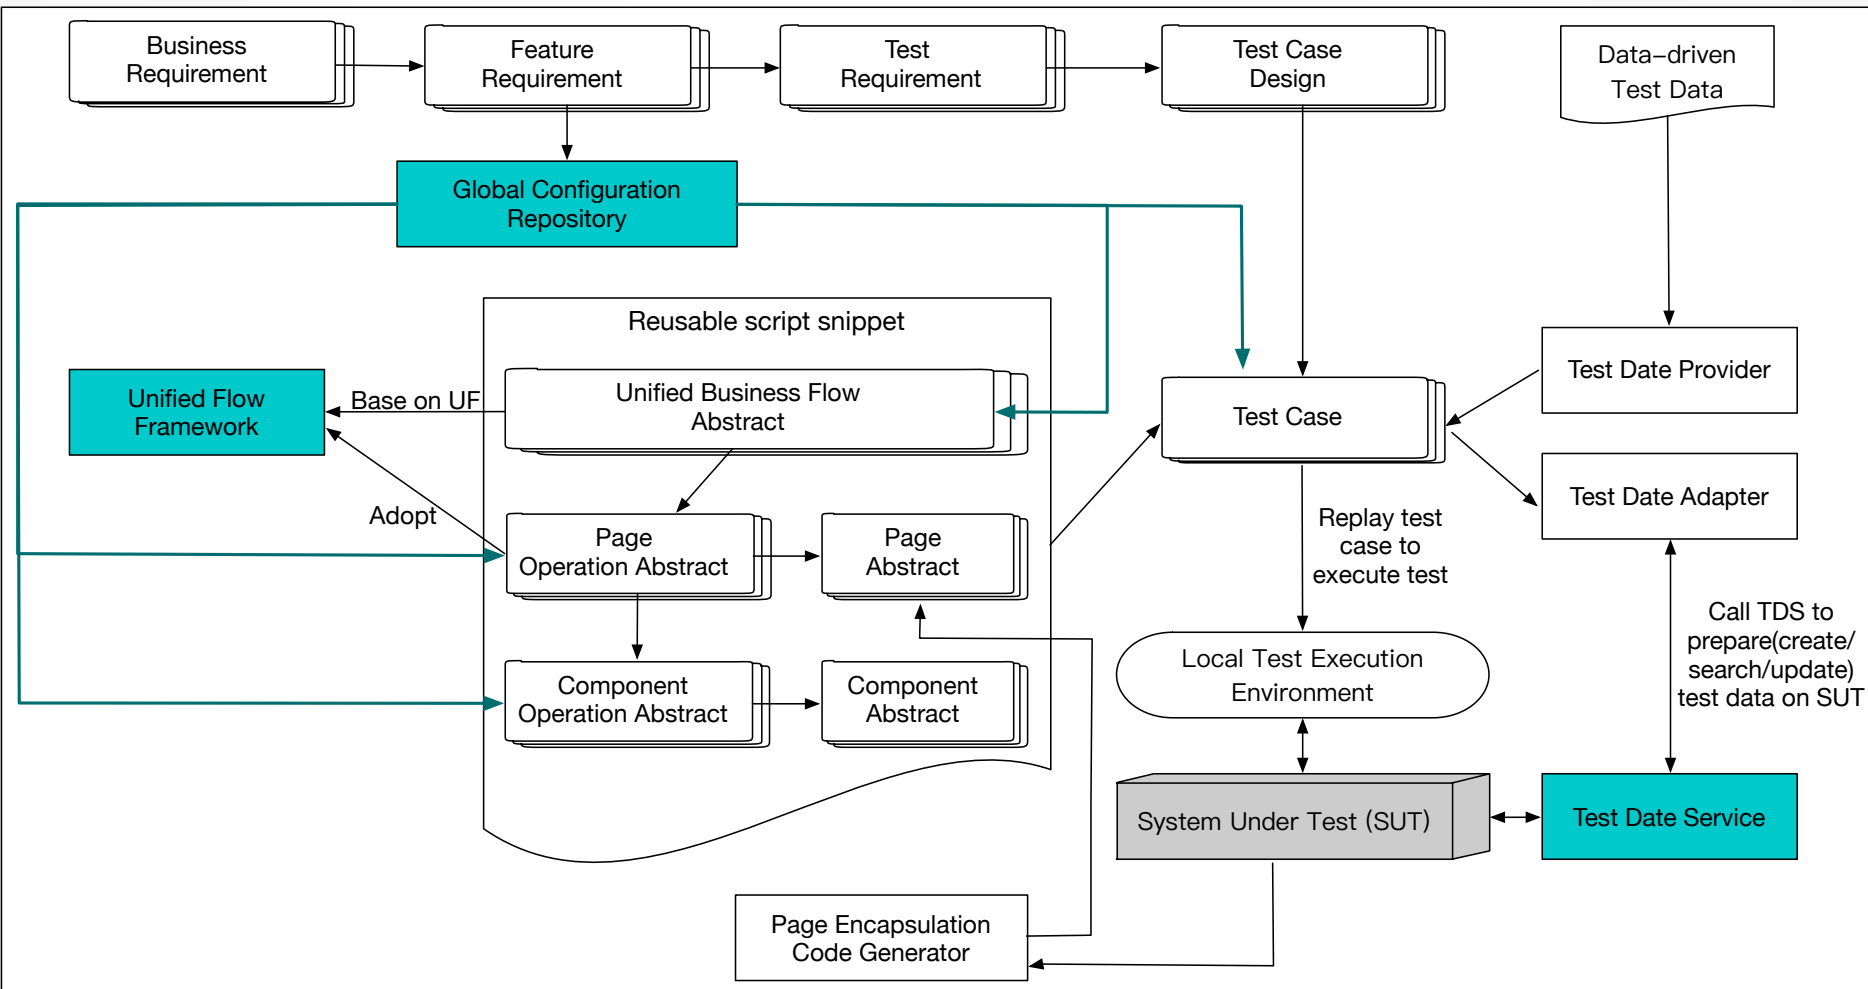 Business
Requirement
Feature
Requirement
Test
Requirement
Test Case
Design
Data-driven
Test Data
Global Configuration
Repository
Reusable script snippet
Unified Flow
Framework
Base on UF
Unified Business Flow
Abstract
Test Case
Test Date Provider
Adopt
Page
Operation Abstract
Page
Abstract
Replay test
case to
execute test
Test Date Adapter
Call TDS to
prepare(create/
search/update)
test data on SUT
Component
Operation Abstract
Component
Abstract
Local Test Execution
Environment
System Under Test (SUT)
Test Date Service
Page Encapsulation
Code Generator